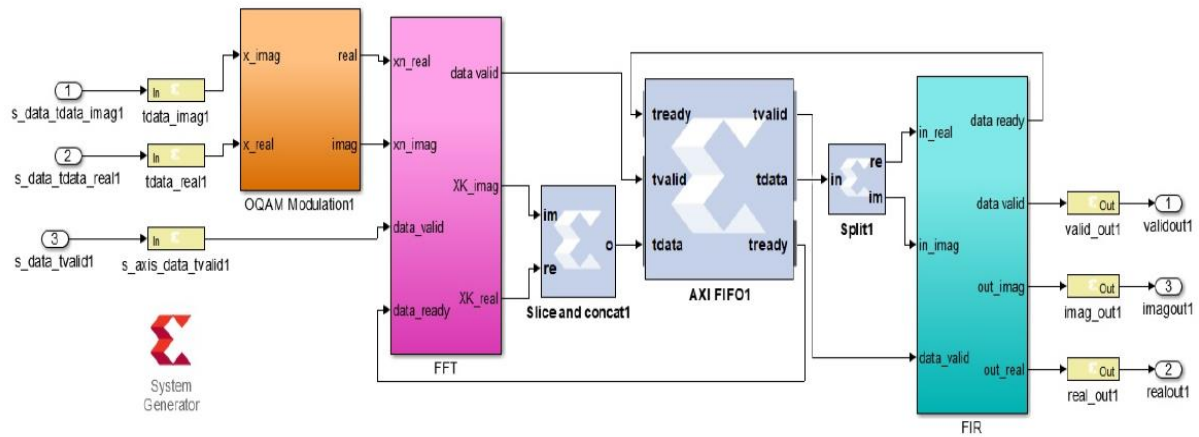 1
s_data_tdata_imag1
In
tdata_imag1
2
s_data_tdata_real1
In
tdata_real1
3
s_data_tvalid1
In
s_axis_data_tvalid1
System
Generator
x_imag
real
x_real
imag
OQAM Modulation1
xn_real
data valid
xn_imag
XK_imag
data_valid
XK_real
data_ready
FFT
im
o
re
Slice and concat1
tready
tvalid
tvalid
tdata
tdata
tready
AXI FIFO1
in
re
im
Split1
in_real
data ready
data valid
in_imag
out_imag
data_valid
out_real
FIR
Out
valid_out1
1
validout1
Out
imag_out1
3
imagout1
Out
real_out1
2
realout1